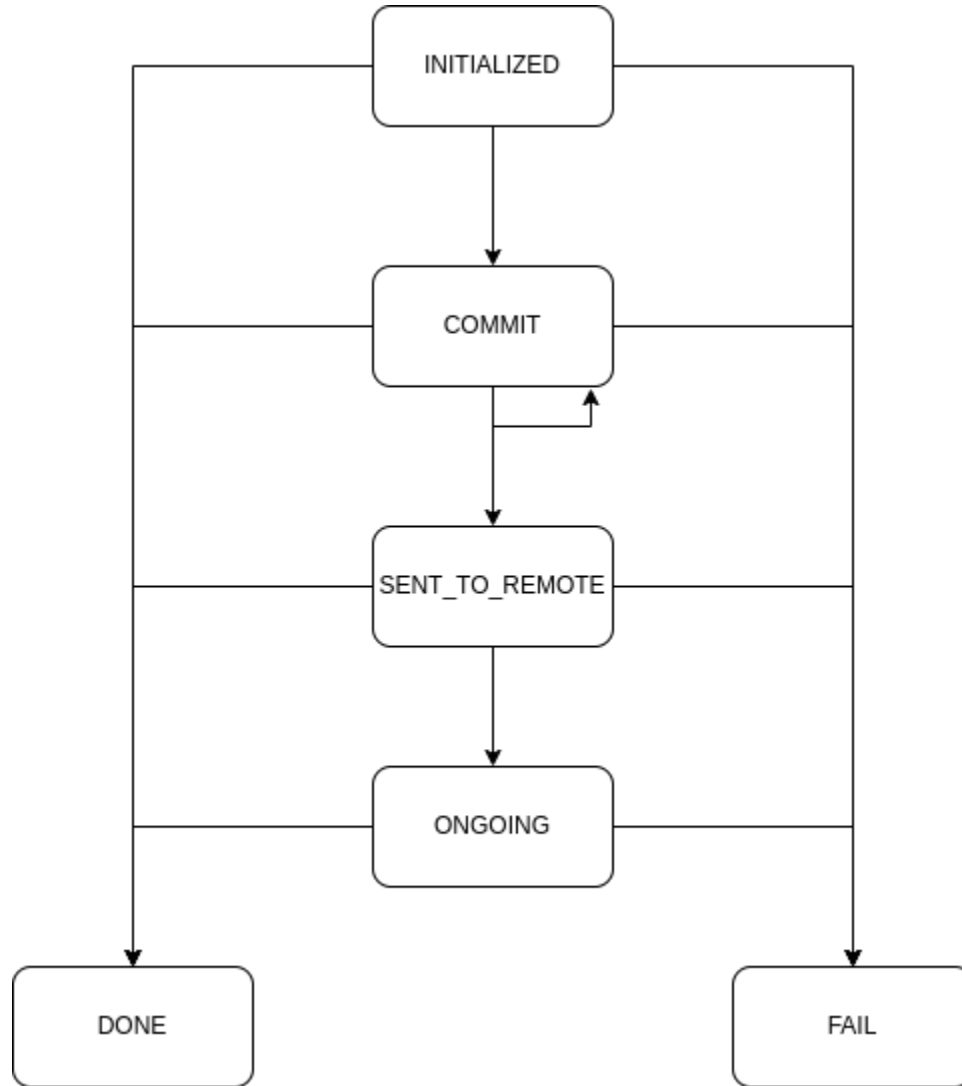 INITIALIZED
COMMIT
SENT_TO_REMOTE
ONGOING
DONE
FAIL